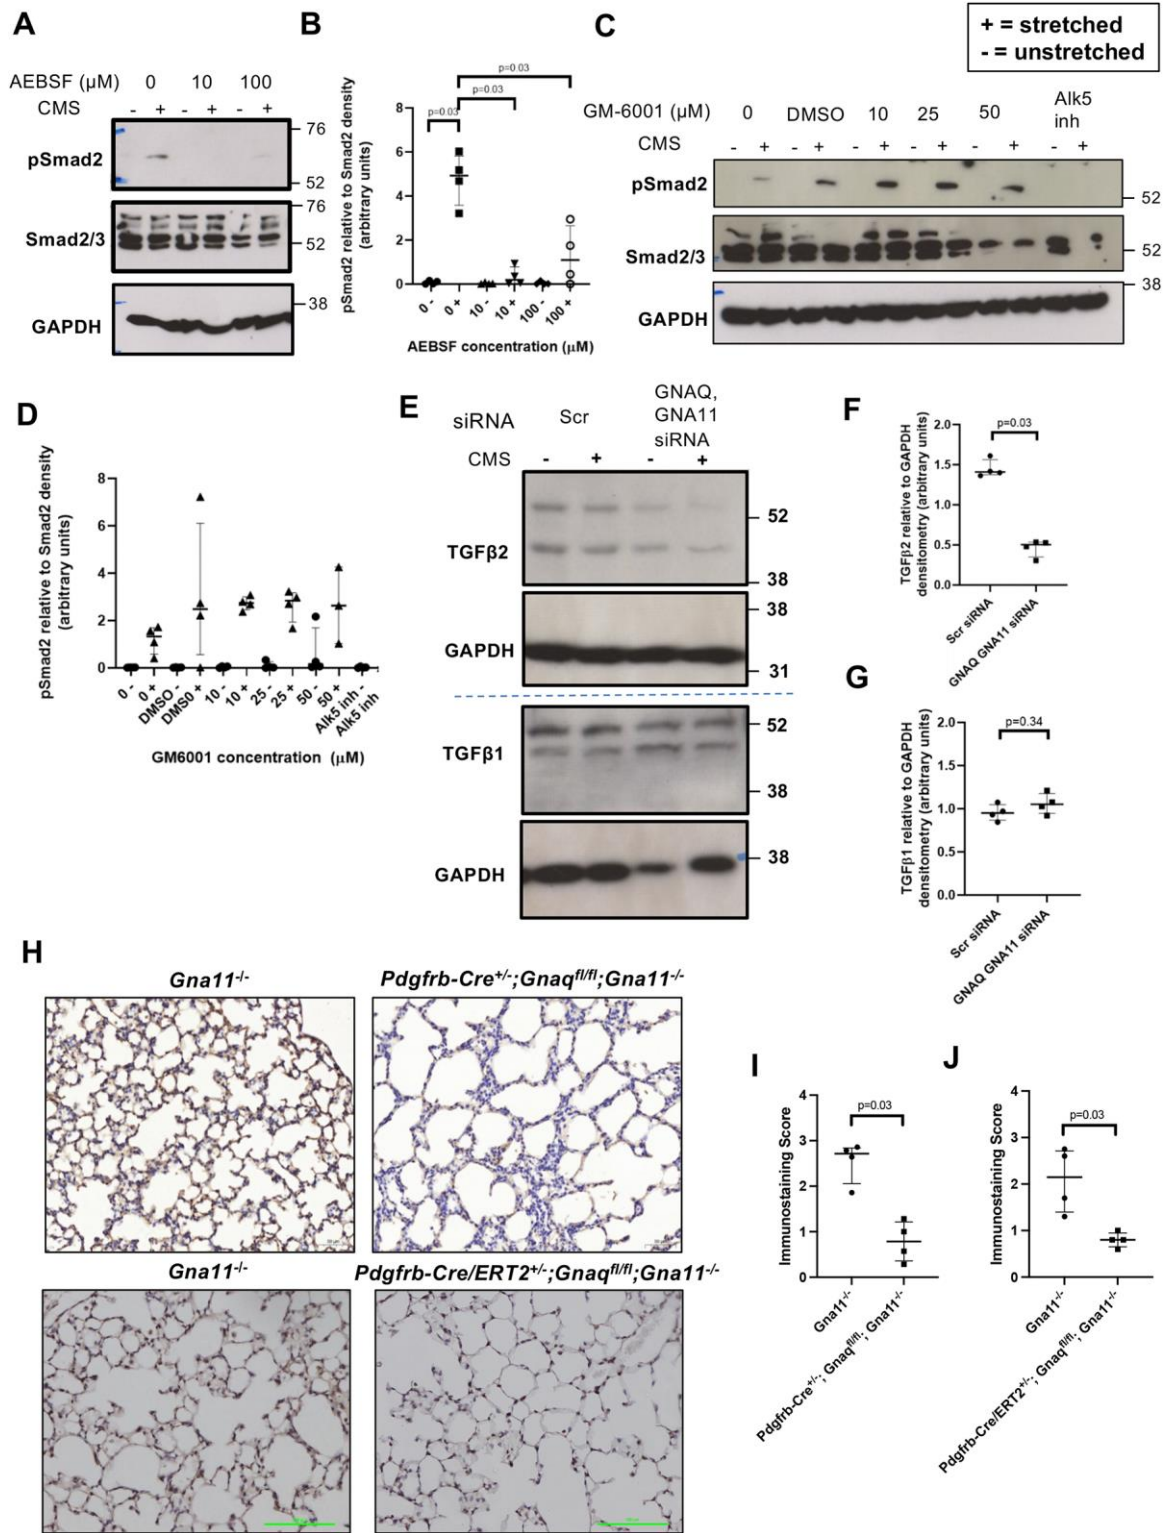 + = stretched
- = unstretched
A
AEBSF (µM) 0 10 100
CMS - + - + - +
pSmad2
76
52
Smad2/3
76
52
GAPDH
38
B
pSmad2 relative to Smad2 density
(arbitrary units)
8
6
4
2
0
p=0.03
p=0.03
p=0.03
0 -
0 +
10 -
10 +
100 -
100 +
AEBSF concentration (µM)
C
GM-6001 (µM) 0 DMSO 10 25 50 Alk5
inh
CMS - + - + - + - + - + - +
pSmad2
52
Smad2/3
52
GAPDH
38
D
pSmad2 relative to Smad2 density
(arbitrary units)
8
6
4
2
0
0 -
0 +
DMSO -
DMSO +
10 -
10 +
25 -
25 +
50 -
50 +
Alk5 inh -
Alk5 inh
GM6001 concentration (µM)
E
siRNA Scr GNAQ,
GNA11
siRNA
CMS - + - +
TGFβ2
52
38
GAPDH
38
31
TGFβ1
52
38
GAPDH
38
F
TGFβ2 relative to GAPDH
densitometry (arbitrary units)
2.0
1.5
1.0
0.5
0.0
p=0.03
Scr siRNA
GNAQ GNA11 siRNA
G
TGFβ1 relative to GAPDH
densitometry (arbitrary units)
2.0
1.5
1.0
0.5
0.0
p=0.34
Scr siRNA
GNAQ GNA11 siRNA
H
Gna11-/-
Pdgfrb-Cre+/-;Gnaqfl/fl;Gna11-/-
Gna11-/-
Pdgfrb-Cre/ERT2+/-;Gnaqfl/fl;Gna11-/-
I
Immunostaining Score
4
3
2
1
0
p=0.03
Gna11-/-
Pdgfrb-Cre+/-; Gnaqfl/fl; Gna11-/-
J
Immunostaining Score
4
3
2
1
0
p=0.03
Gna11-/-
Pdgfrb-Cre/ERT2+/-; Gnaqfl/fl; Gna11-/-